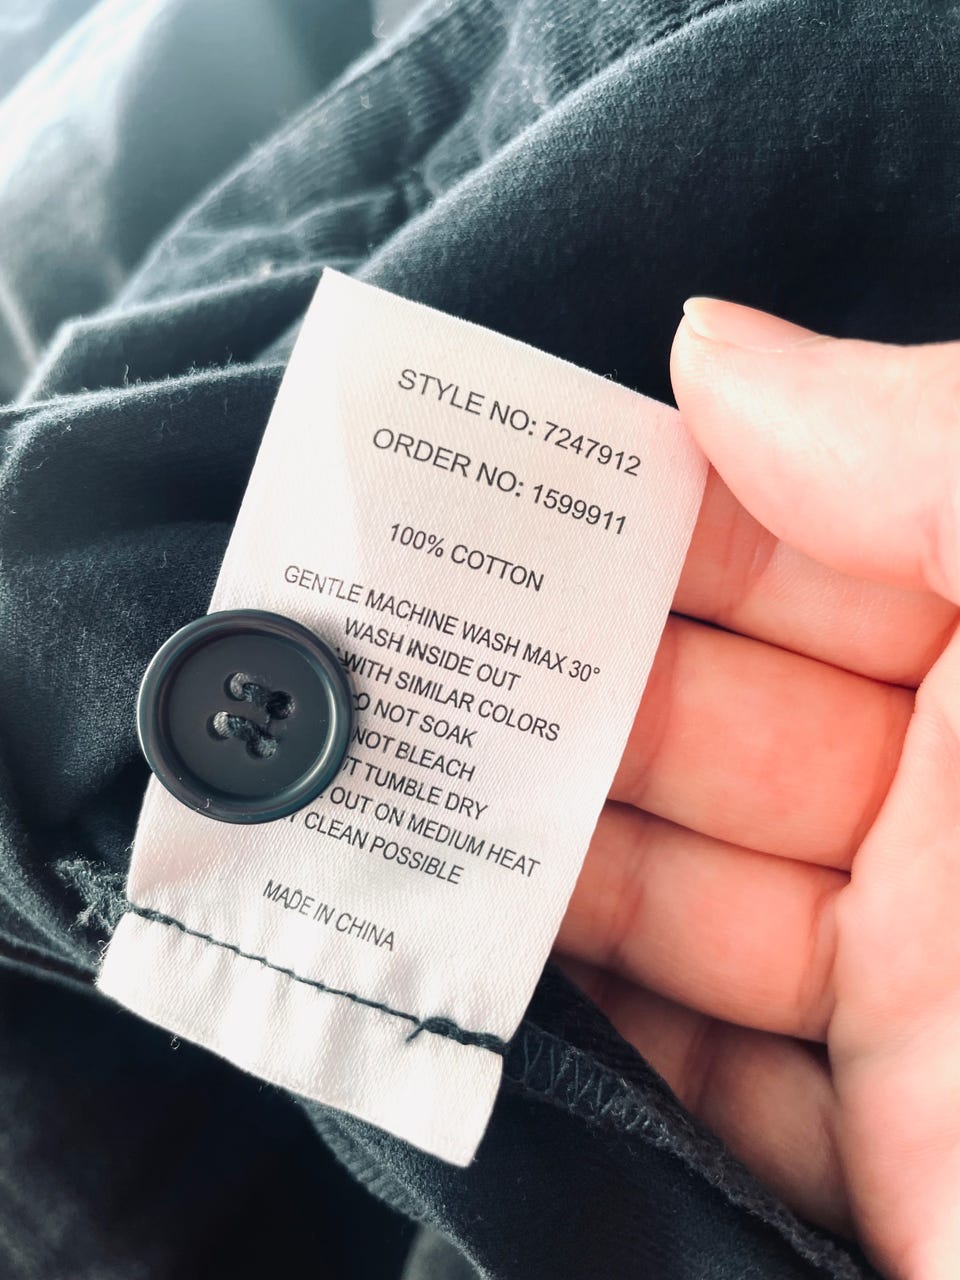 STYLE NO: 7247912
ORDER NO: 1599911
100% COTTON
GENTLE MACHINE WASH MAX 30°
WASH INSIDE OUT
WITH SIMILAR COLORS
NOT SOAK
NOT BLEACH
TUMBLE DRY
OUT ON MEDIUM HEAT
CLEAN POSSIBLE
MADE IN CHINA